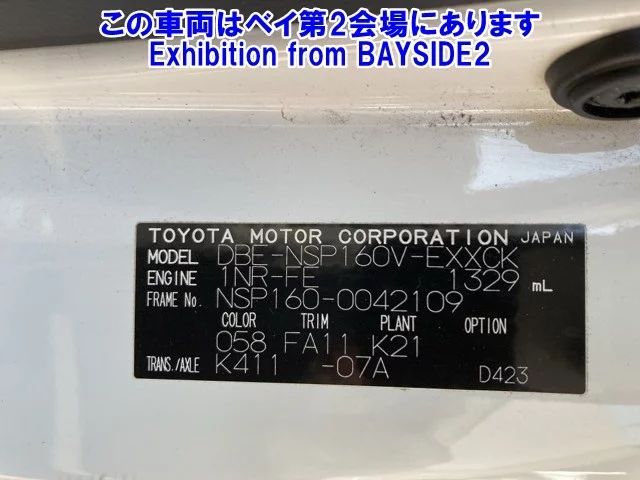 この車両はベイ第2会場にあります
Exhibition from BAYSIDE2
TOYOTA MOTOR CORPORATION JAPAN
MODEL DBE-NSP160V-EXXCK
ENGINE 1NR-FE 1329 mL
FRAME No. NSP160-0042109
COLOR TRIM PLANT OPTION
058 FA11 K21
TRANS./AXLE K411 -07A D423